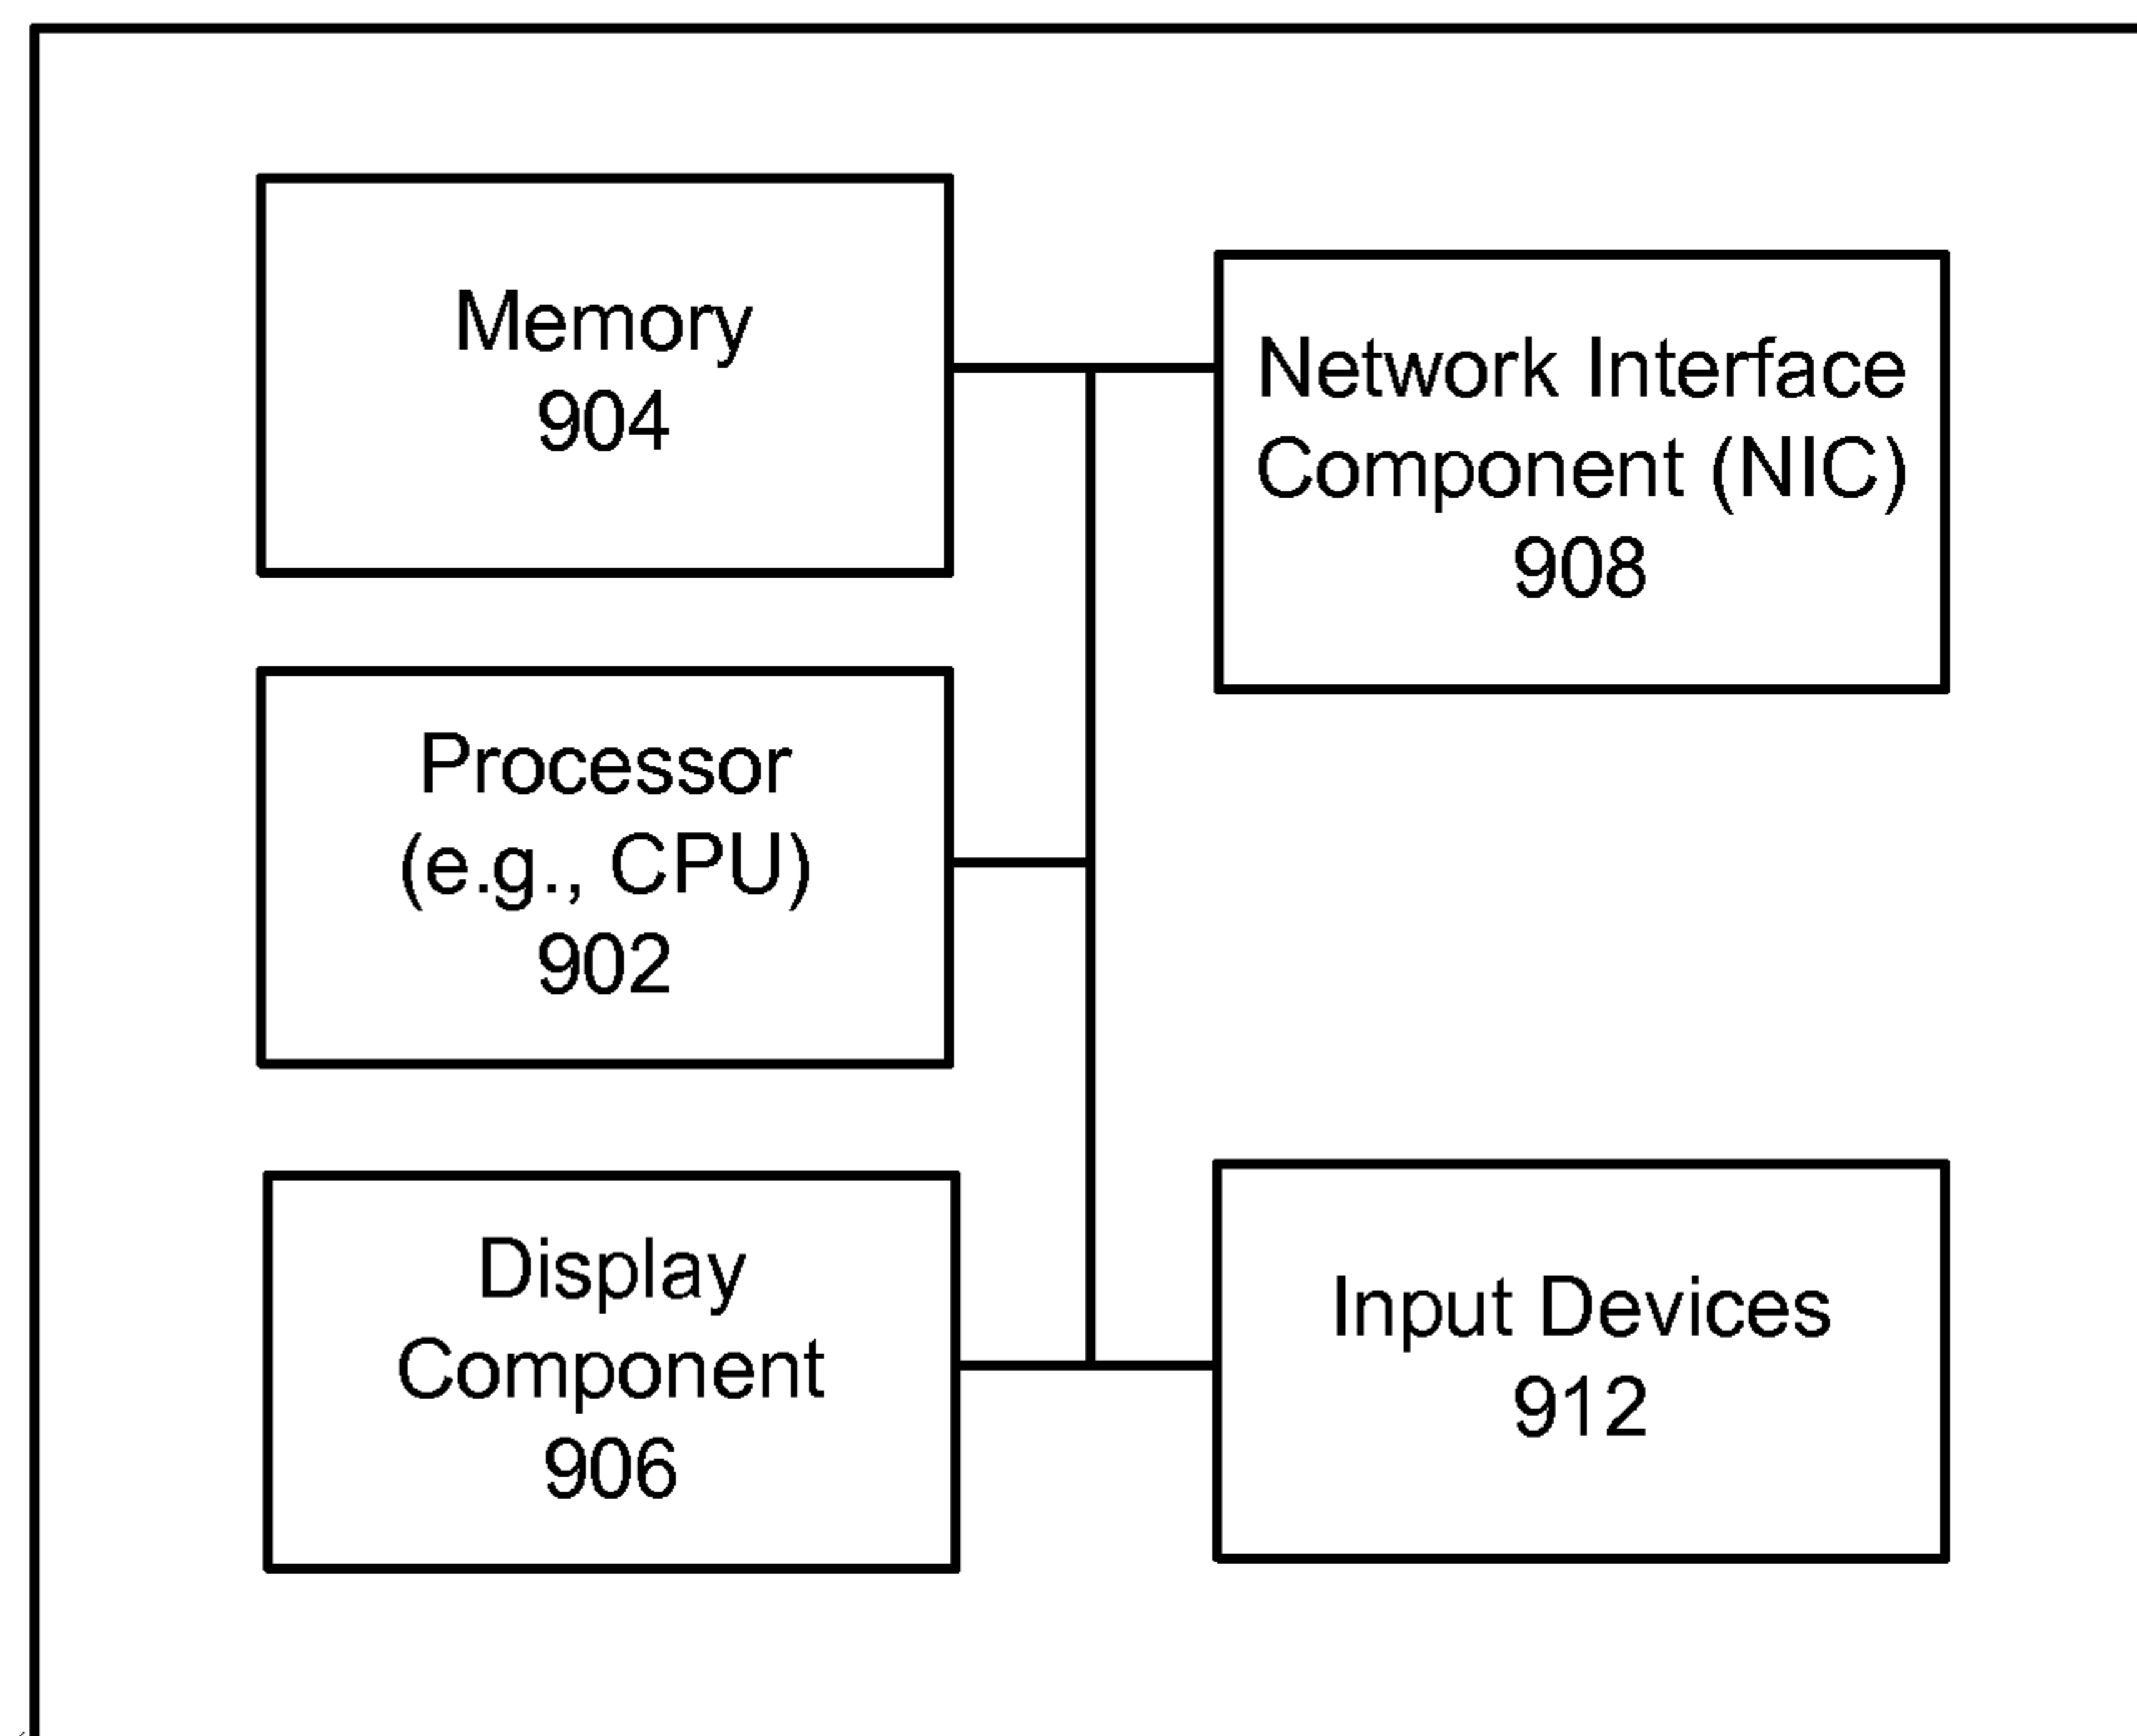 Memory
904
Network Interface
Component (NIC)
908
Processor
(e.g., CPU)
902
Display
Component
906
Input Devices
912